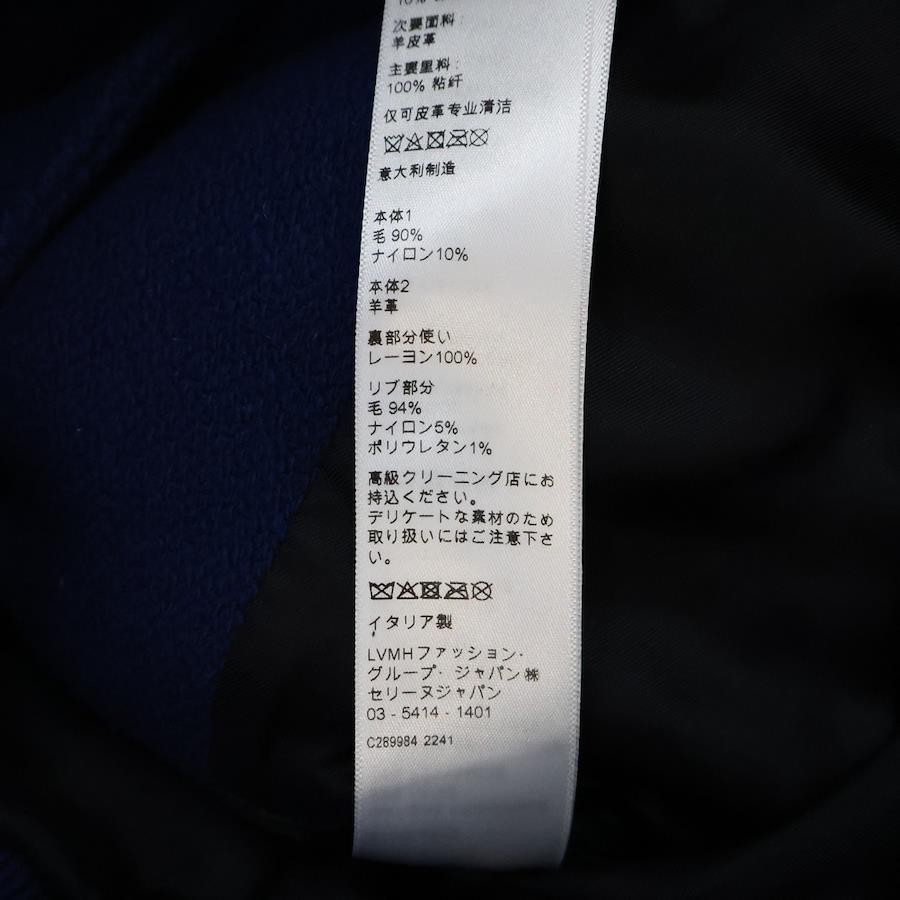 次要面料:
羊皮革
主要里料:
100% 粘纤
仅可皮革专业清洁
意大利制造
本体1
毛 90%
ナイロン10%
本体2
羊革
裏部分使い
レーヨン100%
リブ部分
毛 94%
ナイロン5%
ポリウレタン1%
高級クリーニング店にお
持込ください。
デリケートな素材のため
取り扱いにはご注意下さ
い。
イタリア製
LVMHファッション・
グループ・ジャパン㈱
セリーヌジャパン
03 - 5414 - 1401
C289984 2241